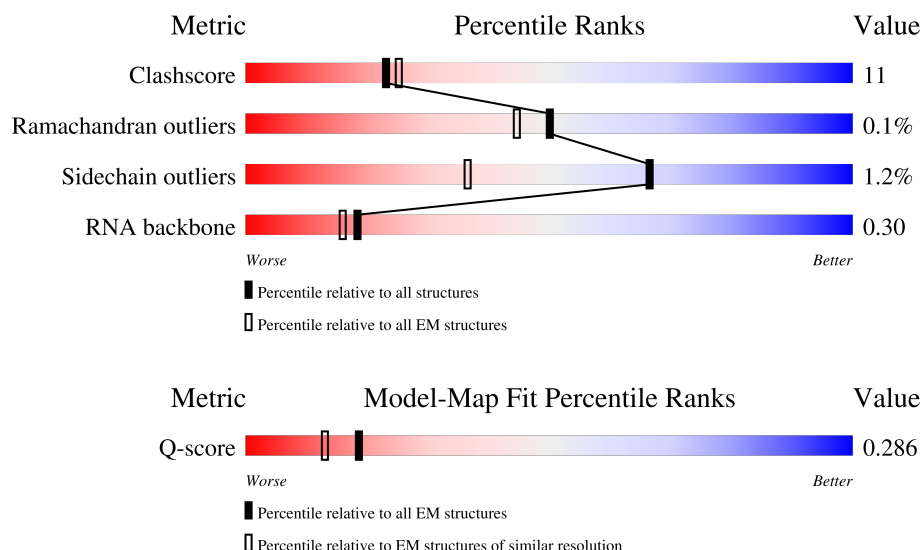 Metric Percentile Ranks Value
Clashscore 11
Ramachandran outliers 0.1%
Sidechain outliers 1.2%
RNA backbone 0.30
Worse Better
Percentile relative to all structures
Percentile relative to all EM structures
Metric Model-Map Fit Percentile Ranks Value
Q-score 0.286
Worse Better
Percentile relative to all EM structures
Percentile relative to EM structures of similar resolution